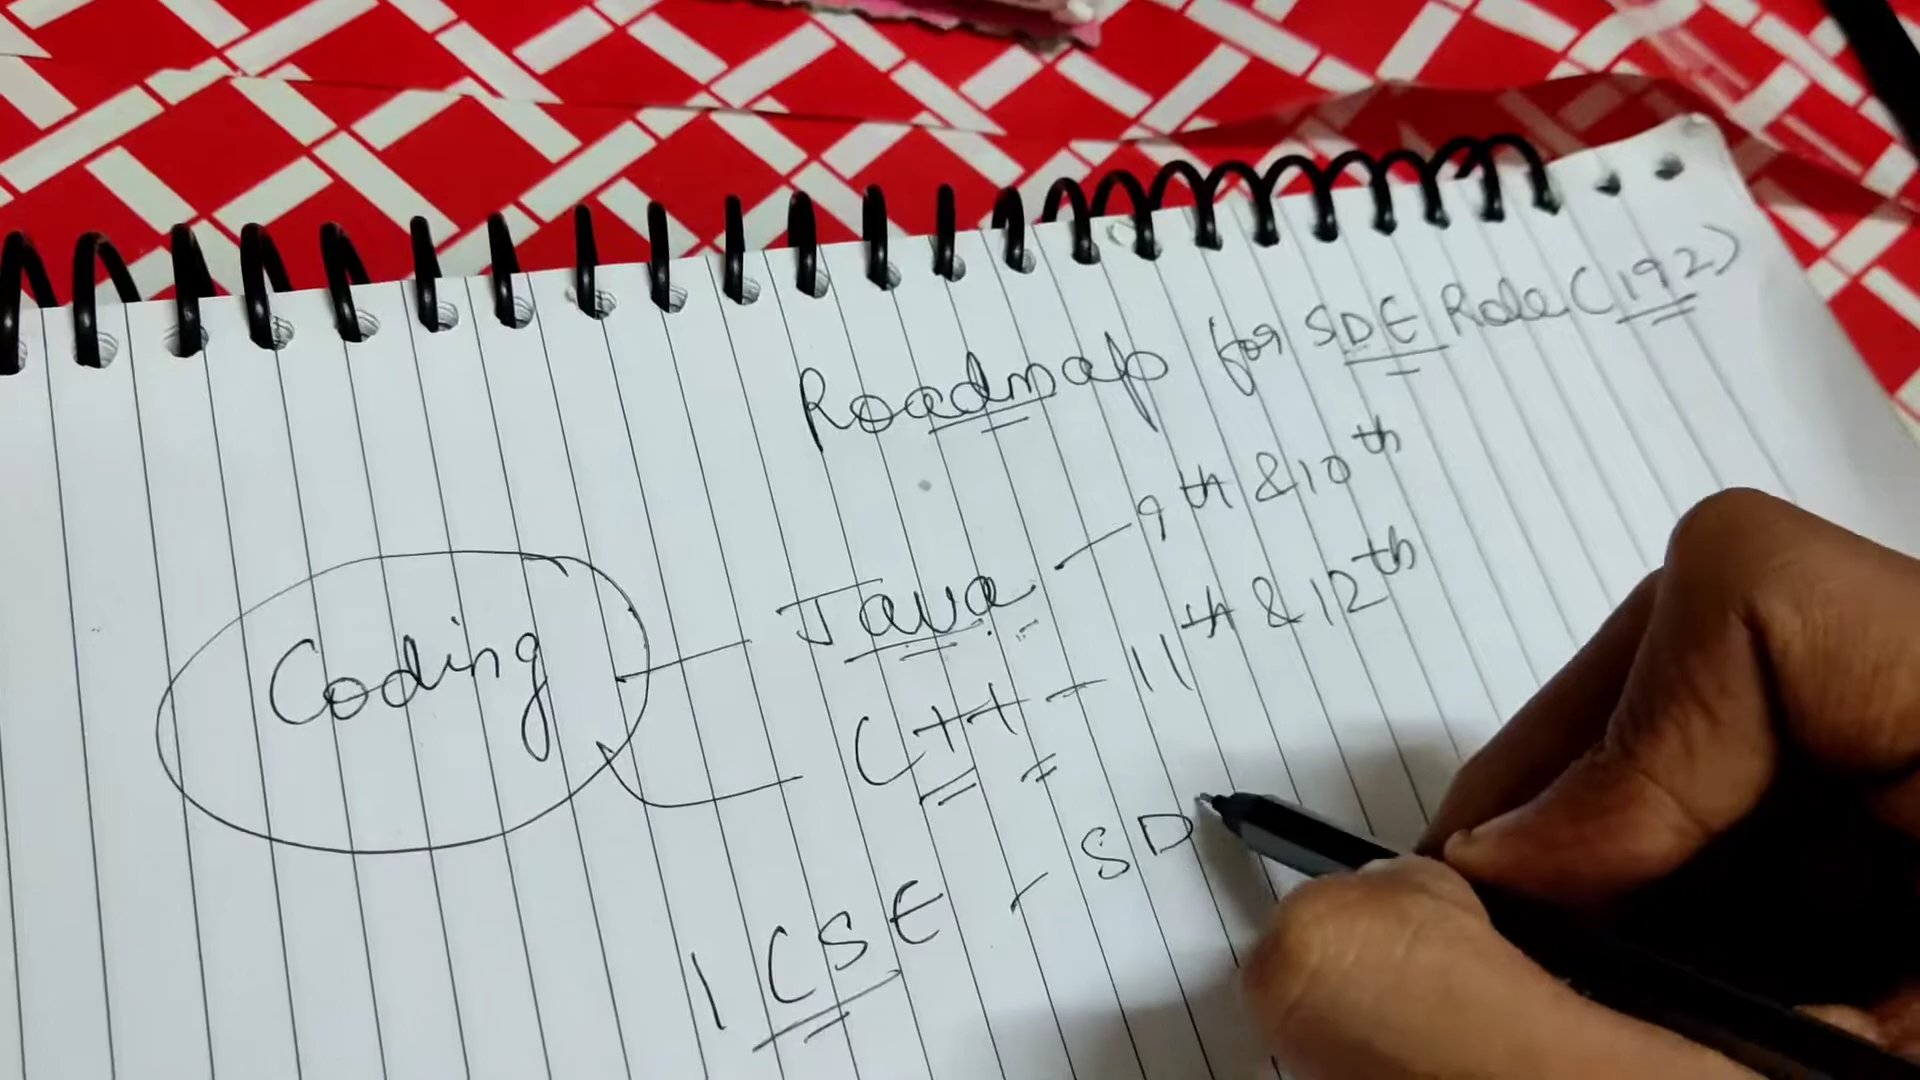 Roadmap for SDE Role (192)
Coding
Java - 9th & 10th
C++ - 11th & 12th
ICSE - SD